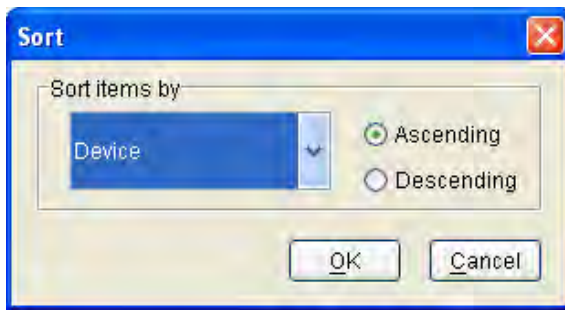 Sort
Sort items by
Device
Ascending
Descending
OK
Cancel